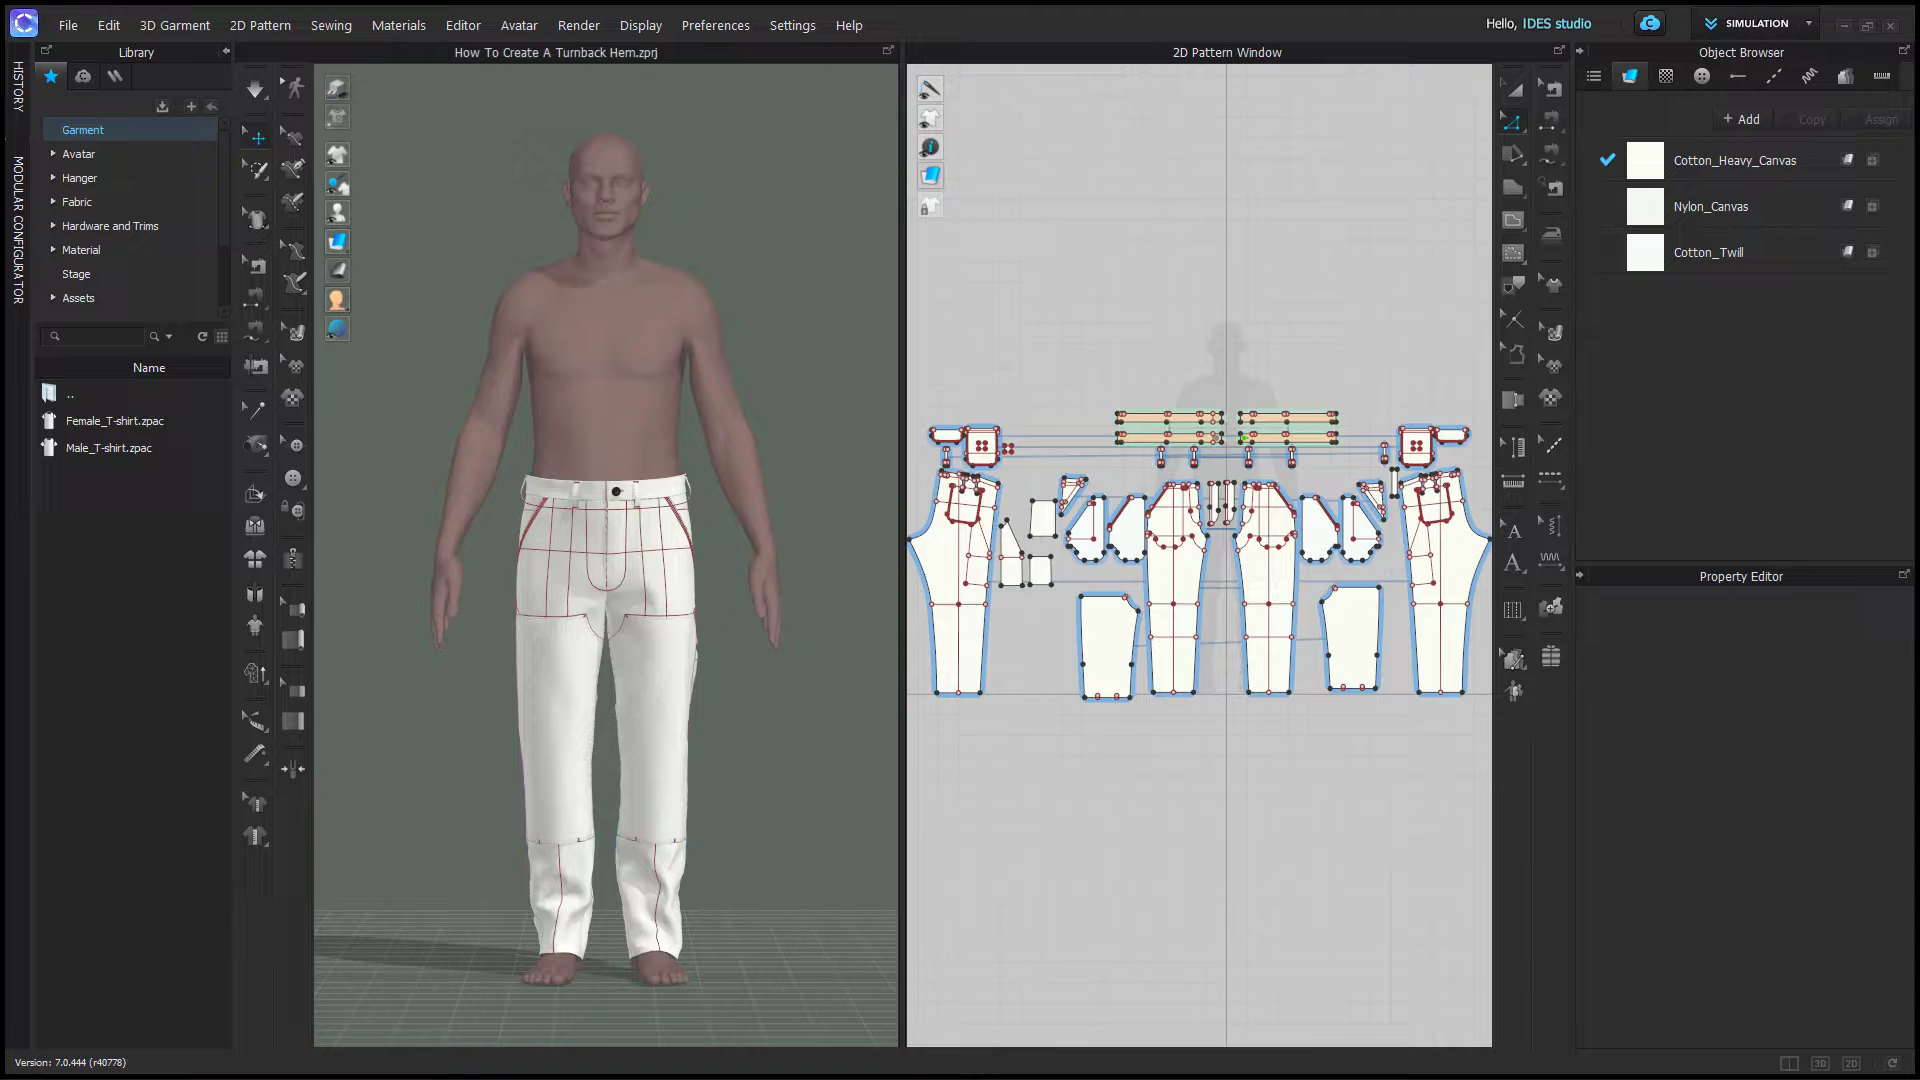 File Edit 3D Garment 2D Pattern Sewing Materials Editor Avatar Render Display Preferences Settings Help
Hello, IDES studio
SIMULATION
HISTORY
MODULAR CONFIGURATOR
Library
Garment
Avatar
Hanger
Fabric
Hardware and Trims
Material
Stage
Assets
Name
..
Female_T-shirt.zpac
Male_T-shirt.zpac
How To Create A Turnback Hem.zprj
2D Pattern Window
Object Browser
+ Add Copy Assign
Cotton_Heavy_Canvas
Nylon_Canvas
Cotton_Twill
Property Editor
Version: 7.0.444 (r40778)
3D 2D